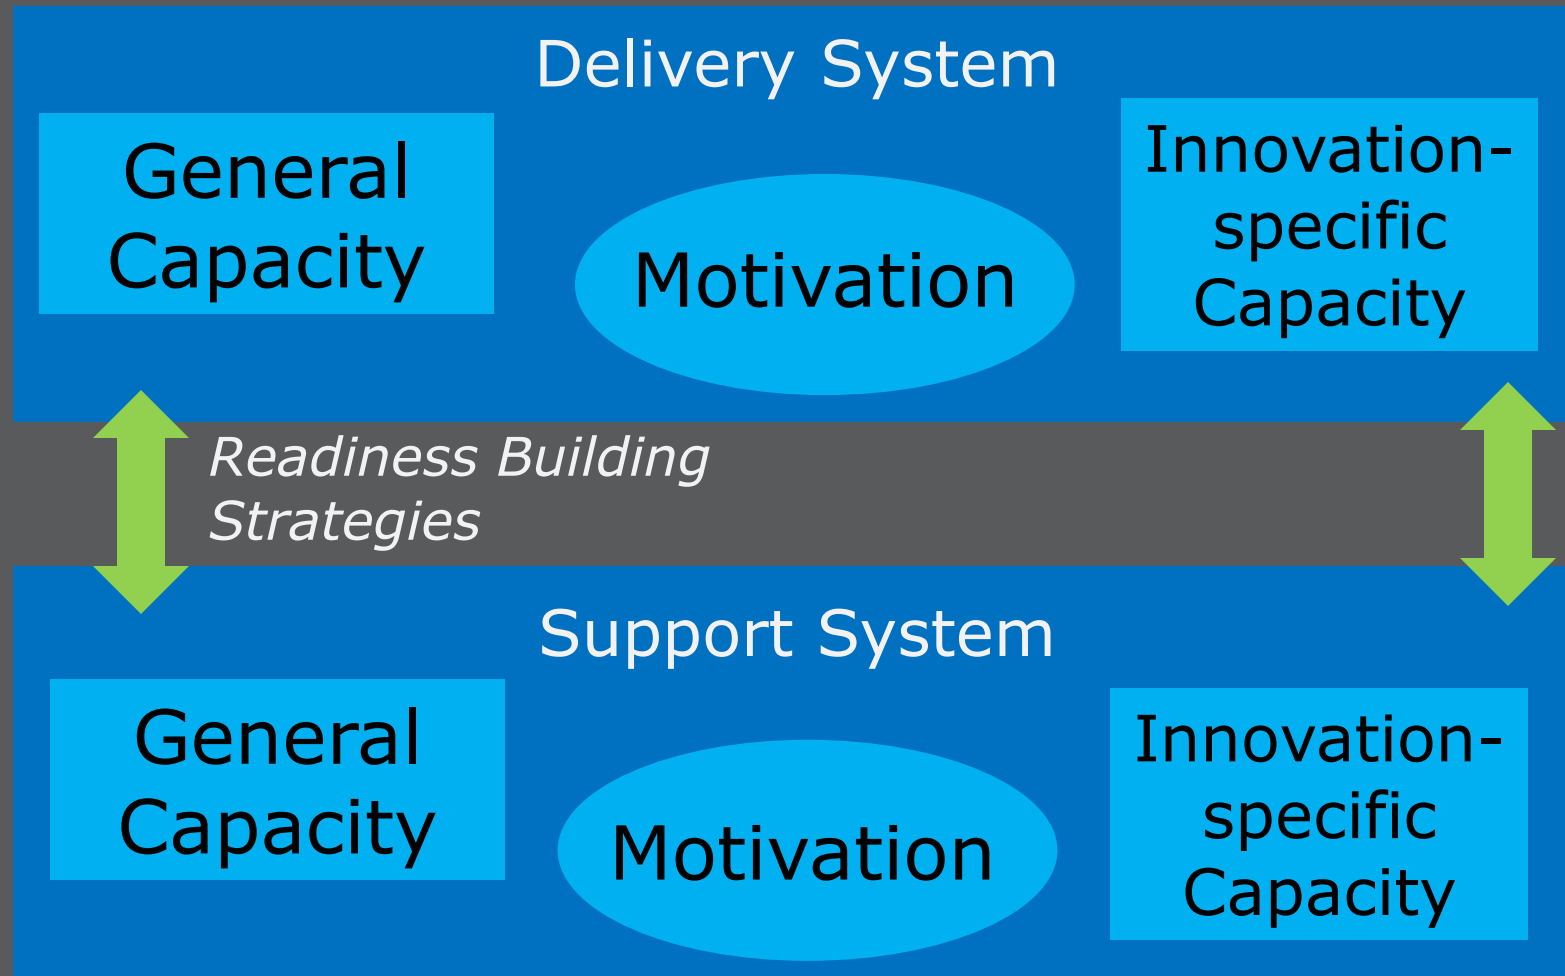 Delivery System
General
Capacity
Motivation
Innovation-
specific
Capacity
Readiness Building
Strategies
Support System
General
Capacity
Motivation
Innovation-
specific
Capacity